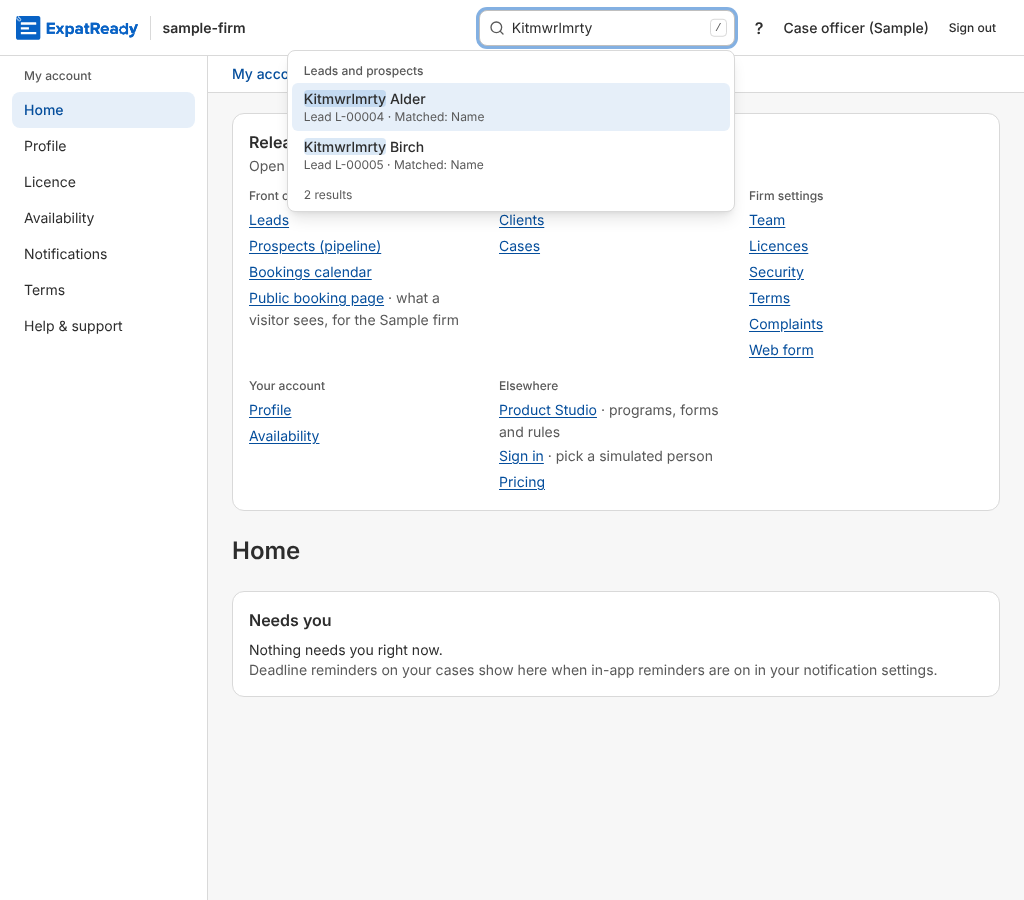 ExpatReady
sample-firm
Kitmwrlmrty
/
?
Case officer (Sample)
Sign out
My account
Home
Profile
Licence
Availability
Notifications
Terms
Help & support
My acco
Leads and prospects
Kitmwrlmrty Alder
Lead L-00004 · Matched: Name
Kitmwrlmrty Birch
Lead L-00005 · Matched: Name
2 results
Relea
Open
Front o
Leads
Prospects (pipeline)
Bookings calendar
Public booking page · what a
visitor sees, for the Sample firm
Clients
Cases
Firm settings
Team
Licences
Security
Terms
Complaints
Web form
Your account
Profile
Availability
Elsewhere
Product Studio · programs, forms
and rules
Sign in · pick a simulated person
Pricing
Home
Needs you
Nothing needs you right now.
Deadline reminders on your cases show here when in-app reminders are on in your notification settings.